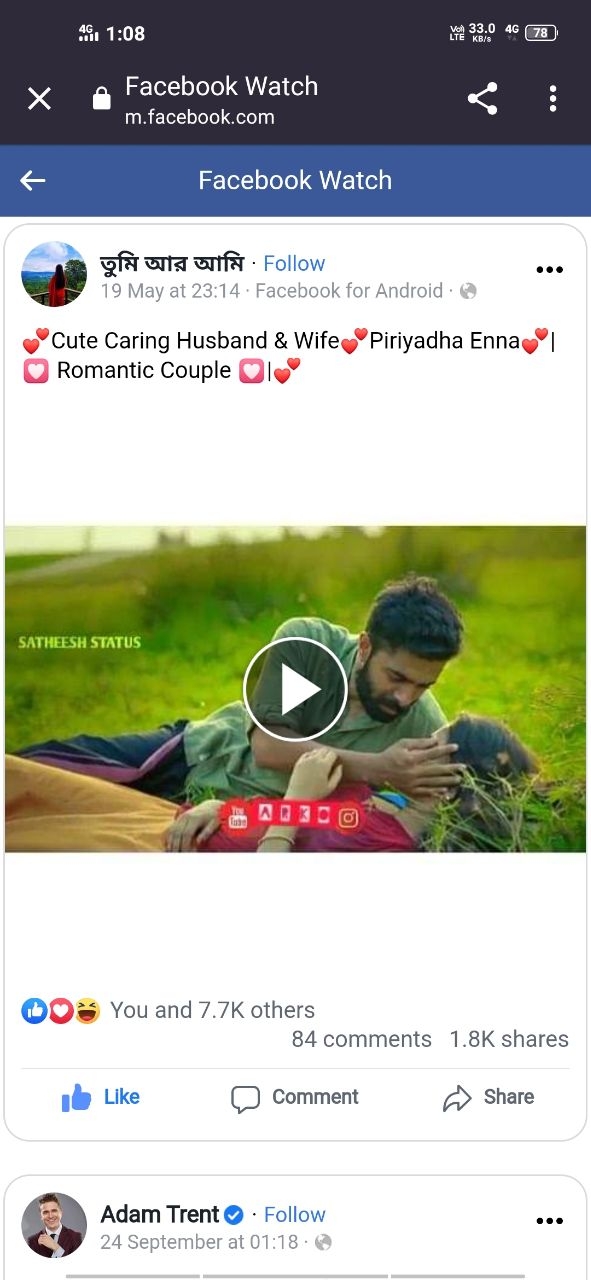 4G 1:08 VoLTE 33.0 KB/s 4G 78
Facebook Watch
m.facebook.com
Facebook Watch
তুমি আর আমি · Follow
19 May at 23:14 · Facebook for Android ·
💕Cute Caring Husband & Wife💕Piriyadha Enna💕|
💟 Romantic Couple 💟|💕
SATHEESH STATUS
You Tube A R K O
You and 7.7K others
84 comments 1.8K shares
Like Comment Share
Adam Trent · Follow
24 September at 01:18 ·